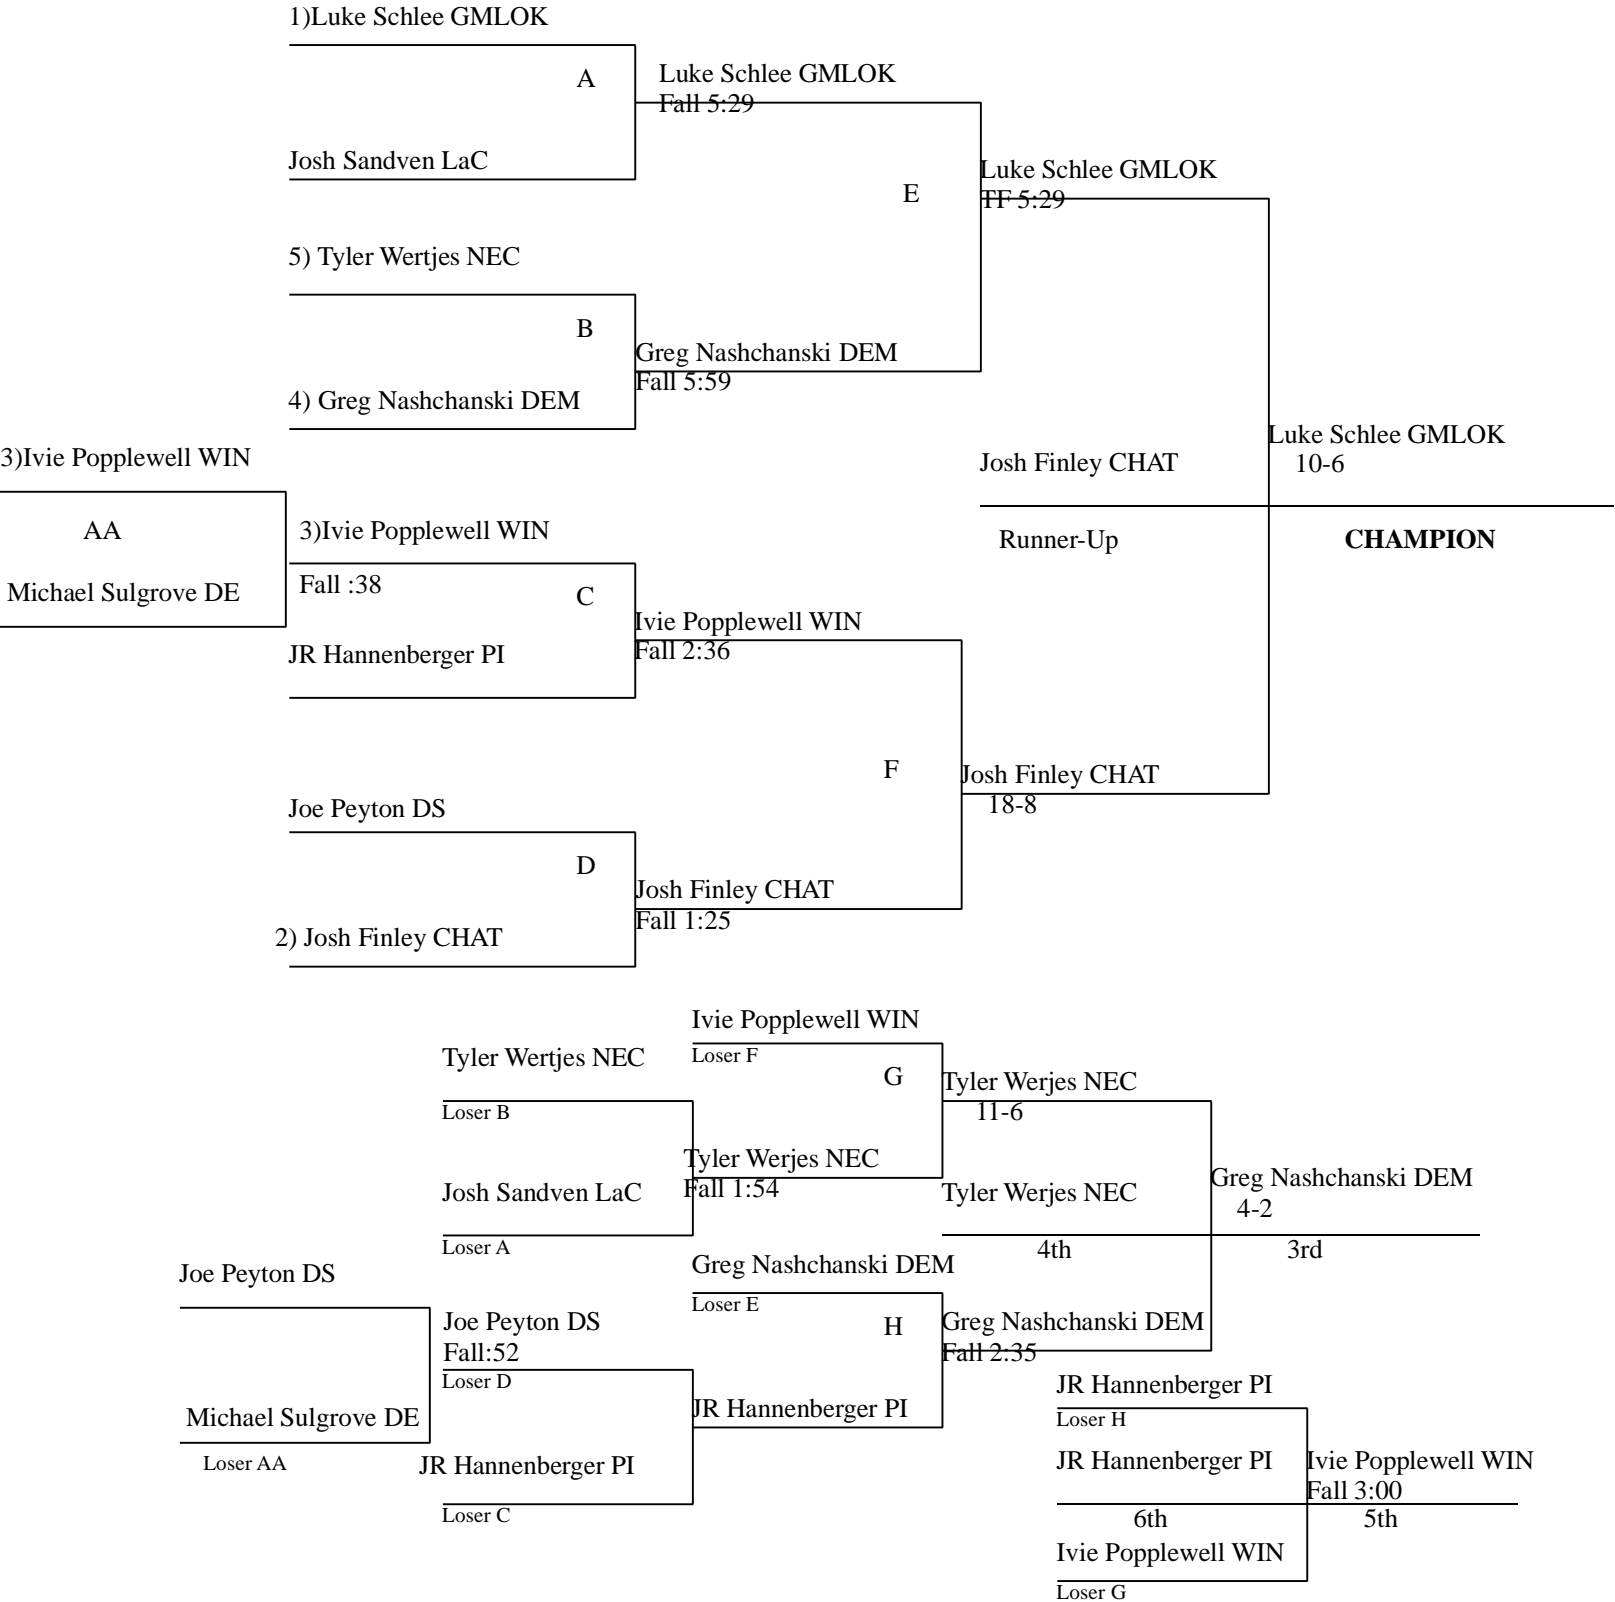 1)Luke Schlee GMLOK
A
Luke Schlee GMLOK
Fall 5:29
Josh Sandven LaC
E
Luke Schlee GMLOK
TF 5:29
5) Tyler Wertjes NEC
B
Greg Nashchanski DEM
Fall 5:59
4) Greg Nashchanski DEM
Luke Schlee GMLOK
10-6
Josh Finley CHAT
Runner-Up
CHAMPION
3)Ivie Popplewell WIN
AA
Michael Sulgrove DE
3)Ivie Popplewell WIN
Fall :38
C
JR Hannenberger PI
Ivie Popplewell WIN
Fall 2:36
F
Josh Finley CHAT
18-8
Joe Peyton DS
D
Josh Finley CHAT
Fall 1:25
2) Josh Finley CHAT
Ivie Popplewell WIN
Loser F
Tyler Wertjes NEC
Loser B
G
Tyler Werjes NEC
11-6
Tyler Werjes NEC
Fall 1:54
Josh Sandven LaC
Loser A
Tyler Werjes NEC
4th
Greg Nashchanski DEM
4-2
3rd
Greg Nashchanski DEM
Loser E
Joe Peyton DS
Joe Peyton DS
Fall:52
Loser D
H
Greg Nashchanski DEM
Fall 2:35
Michael Sulgrove DE
Loser AA
JR Hannenberger PI
JR Hannenberger PI
Loser C
JR Hannenberger PI
Loser H
JR Hannenberger PI
6th
Ivie Popplewell WIN
Fall 3:00
5th
Ivie Popplewell WIN
Loser G